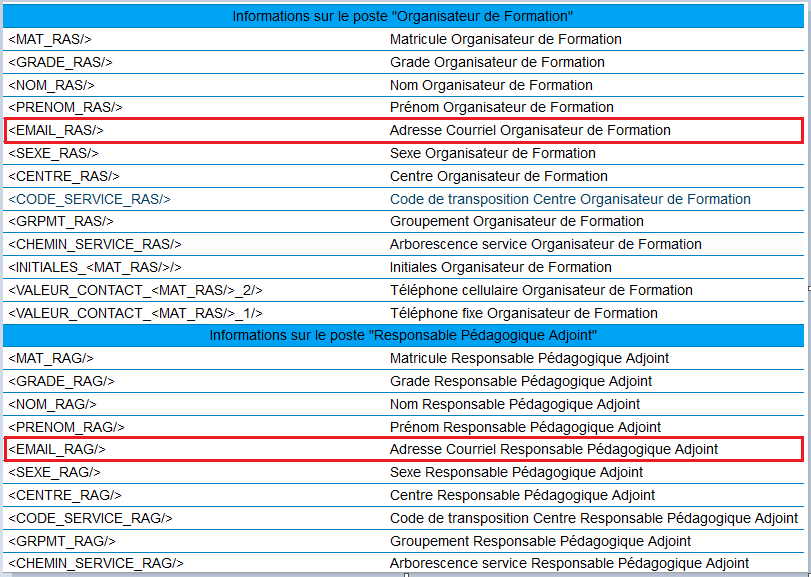 Informations sur le poste "Organisateur de Formation"
<MAT_RAS/> Matricule Organisateur de Formation
<GRADE_RAS/> Grade Organisateur de Formation
<NOM_RAS/> Nom Organisateur de Formation
<PRENOM_RAS/> Prénom Organisateur de Formation
<EMAIL_RAS/> Adresse Courriel Organisateur de Formation
<SEXE_RAS/> Sexe Organisateur de Formation
<CENTRE_RAS/> Centre Organisateur de Formation
<CODE_SERVICE_RAS/> Code de transposition Centre Organisateur de Formation
<GRPMT_RAS/> Groupement Organisateur de Formation
<CHEMIN_SERVICE_RAS/> Arborescence service Organisateur de Formation
<INITIALES_<MAT_RAS/>/> Initiales Organisateur de Formation
<VALEUR_CONTACT_<MAT_RAS/>_2/> Téléphone cellulaire Organisateur de Formation
<VALEUR_CONTACT_<MAT_RAS/>_1/> Téléphone fixe Organisateur de Formation
Informations sur le poste "Responsable Pédagogique Adjoint"
<MAT_RAG/> Matricule Responsable Pédagogique Adjoint
<GRADE_RAG/> Grade Responsable Pédagogique Adjoint
<NOM_RAG/> Nom Responsable Pédagogique Adjoint
<PRENOM_RAG/> Prénom Responsable Pédagogique Adjoint
<EMAIL_RAG/> Adresse Courriel Responsable Pédagogique Adjoint
<SEXE_RAG/> Sexe Responsable Pédagogique Adjoint
<CENTRE_RAG/> Centre Responsable Pédagogique Adjoint
<CODE_SERVICE_RAG/> Code de transposition Centre Responsable Pédagogique Adjoint
<GRPMT_RAG/> Groupement Responsable Pédagogique Adjoint
<CHEMIN_SERVICE_RAG/> Arborescence service Responsable Pédagogique Adjoint